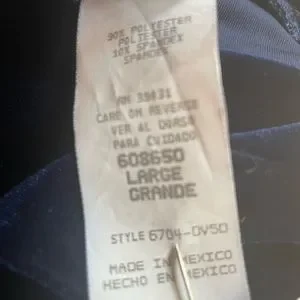 90% POLYESTER
POLIESTER
10% SPANDEX
SPANDEX
RN 39431
CARE ON REVERSE
VER AL DORSO
PARA CUIDADO
608650
LARGE
GRANDE
STYLE 6704-DV50
MADE IN MEXICO
HECHO EN MEXICO